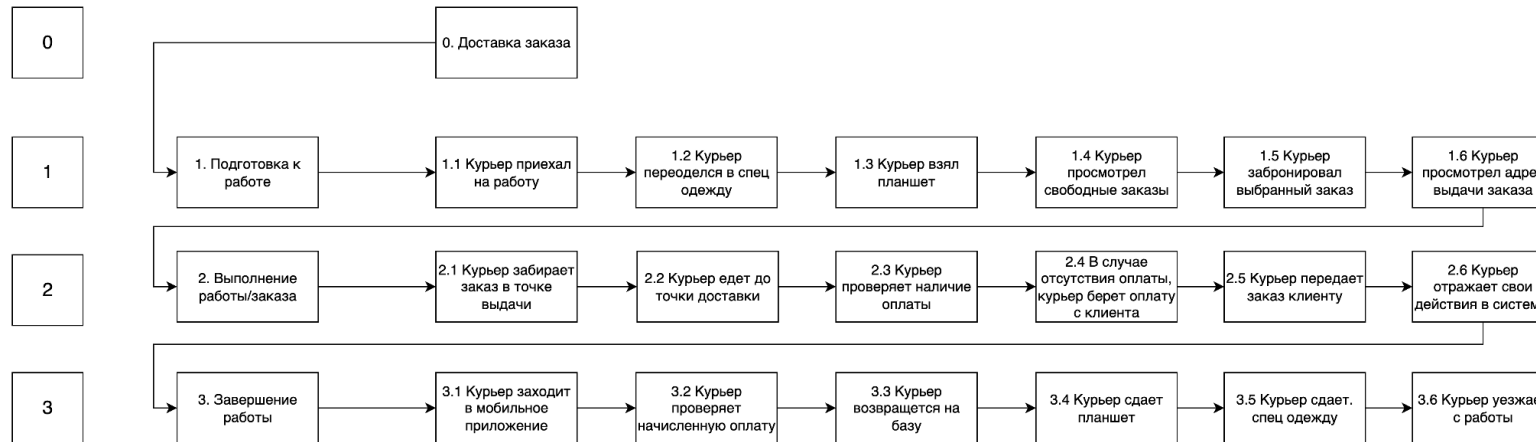 0
0. Доставка заказа
1
1. Подготовка к
работе
1.1 Курьер приехал
на работу
1.2 Курьер
переоделся в спец
одежду
1.3 Курьер взял
планшет
1.4 Курьер
просмотрел
свободные заказы
1.5 Курьер
забронировал
выбранный заказ
1.6 Курьер
просмотрел адре
выдачи заказа
2
2. Выполнение
работы/заказа
2.1 Курьер забирает
заказ в точке
выдачи
2.2 Курьер едет до
точки доставки
2.3 Курьер
проверяет наличие
оплаты
2.4 В случае
отсутствия оплаты,
курьер берет оплату
с клиента
2.5 Курьер передает
заказ клиенту
2.6 Курьер
отражает свои
действия в систем
3
3. Завершение
работы
3.1 Курьер заходит
в мобильное
приложение
3.2 Курьер
проверяет
начисленную оплату
3.3 Курьер
возвращется на
базу
3.4 Курьер сдает
планшет
3.5 Курьер сдает.
спец одежду
3.6 Курьер уезжае
с работы